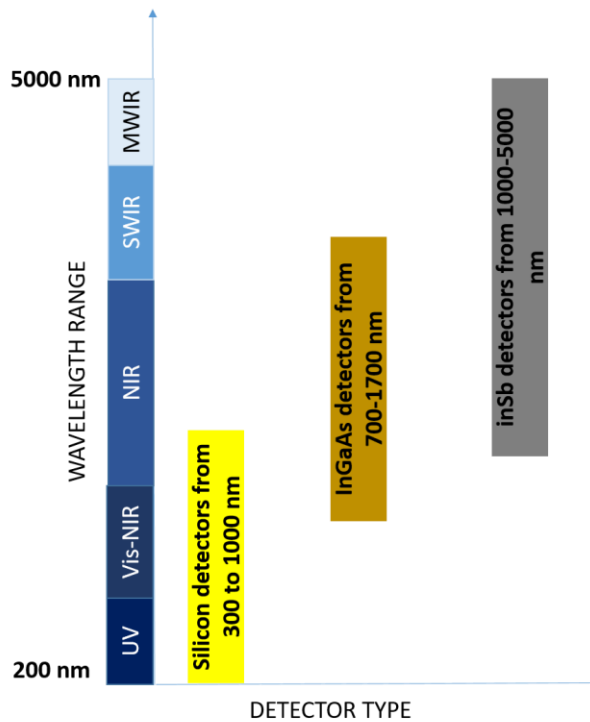 5000 nm
MWIR
SWIR
NIR
Vis-NIR
UV
200 nm
WAVELENGTH RANGE
Silicon detectors from
300 to 1000 nm
InGaAs detectors from
700-1700 nm
inSb detectors from 1000-5000
nm
DETECTOR TYPE